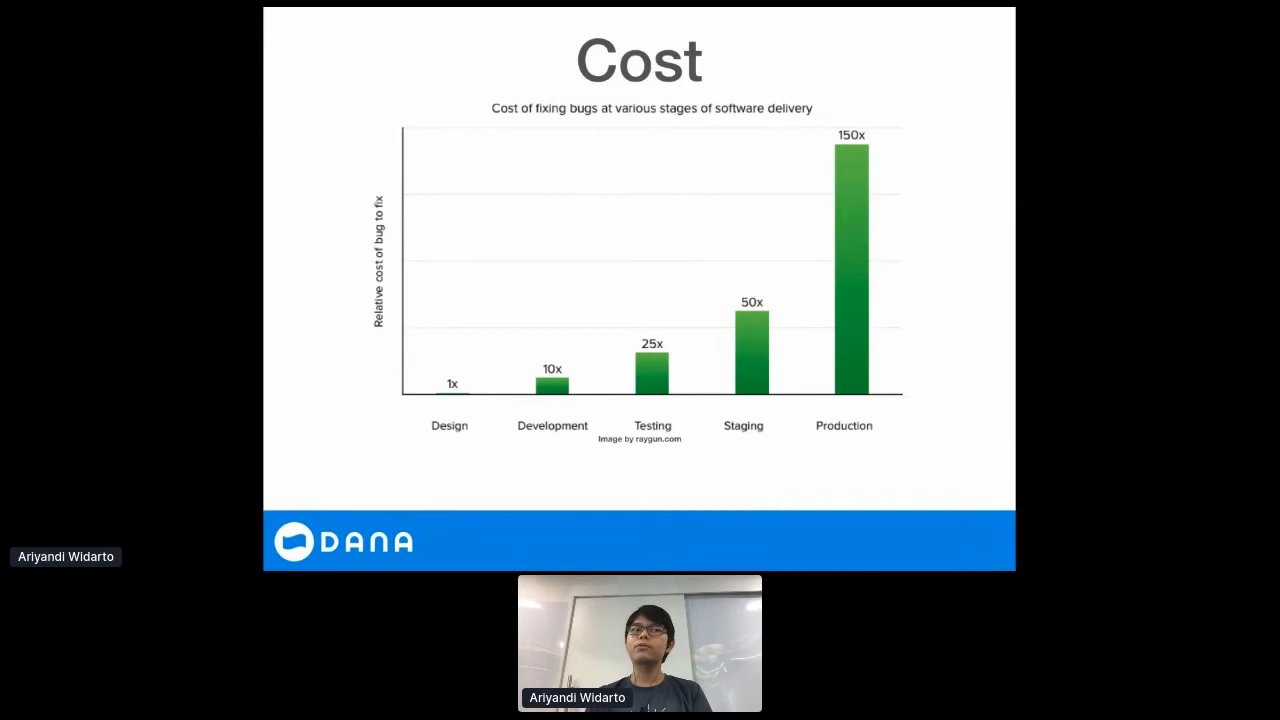 Cost
Cost of fixing bugs at various stages of software delivery
150x
50x
25x
10x
1x
Relative cost of bug to fix
Design Development Testing Staging Production
Image by raygun.com
DANA
Ariyandi Widarto
Ariyandi Widarto